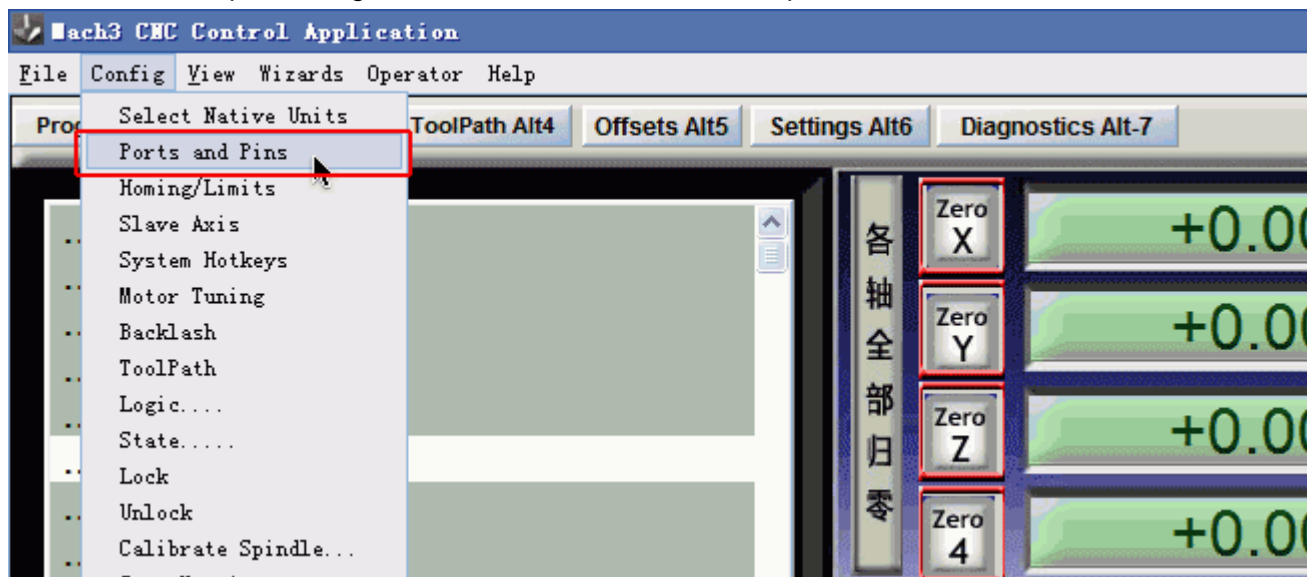 Mach3 CNC Control Application
File Config View Wizards Operator Help
Select Native Units
ToolPath Alt4 Offsets Alt5 Settings Alt6 Diagnostics Alt-7
Ports and Pins
Homing/Limits
Slave Axis
System Hotkeys
Motor Tuning
Backlash
ToolPath
Logic....
State.....
Lock
Unlock
Calibrate Spindle...
各轴全部归零
Zero X +0.00
Zero Y +0.00
Zero Z +0.00
Zero 4 +0.00